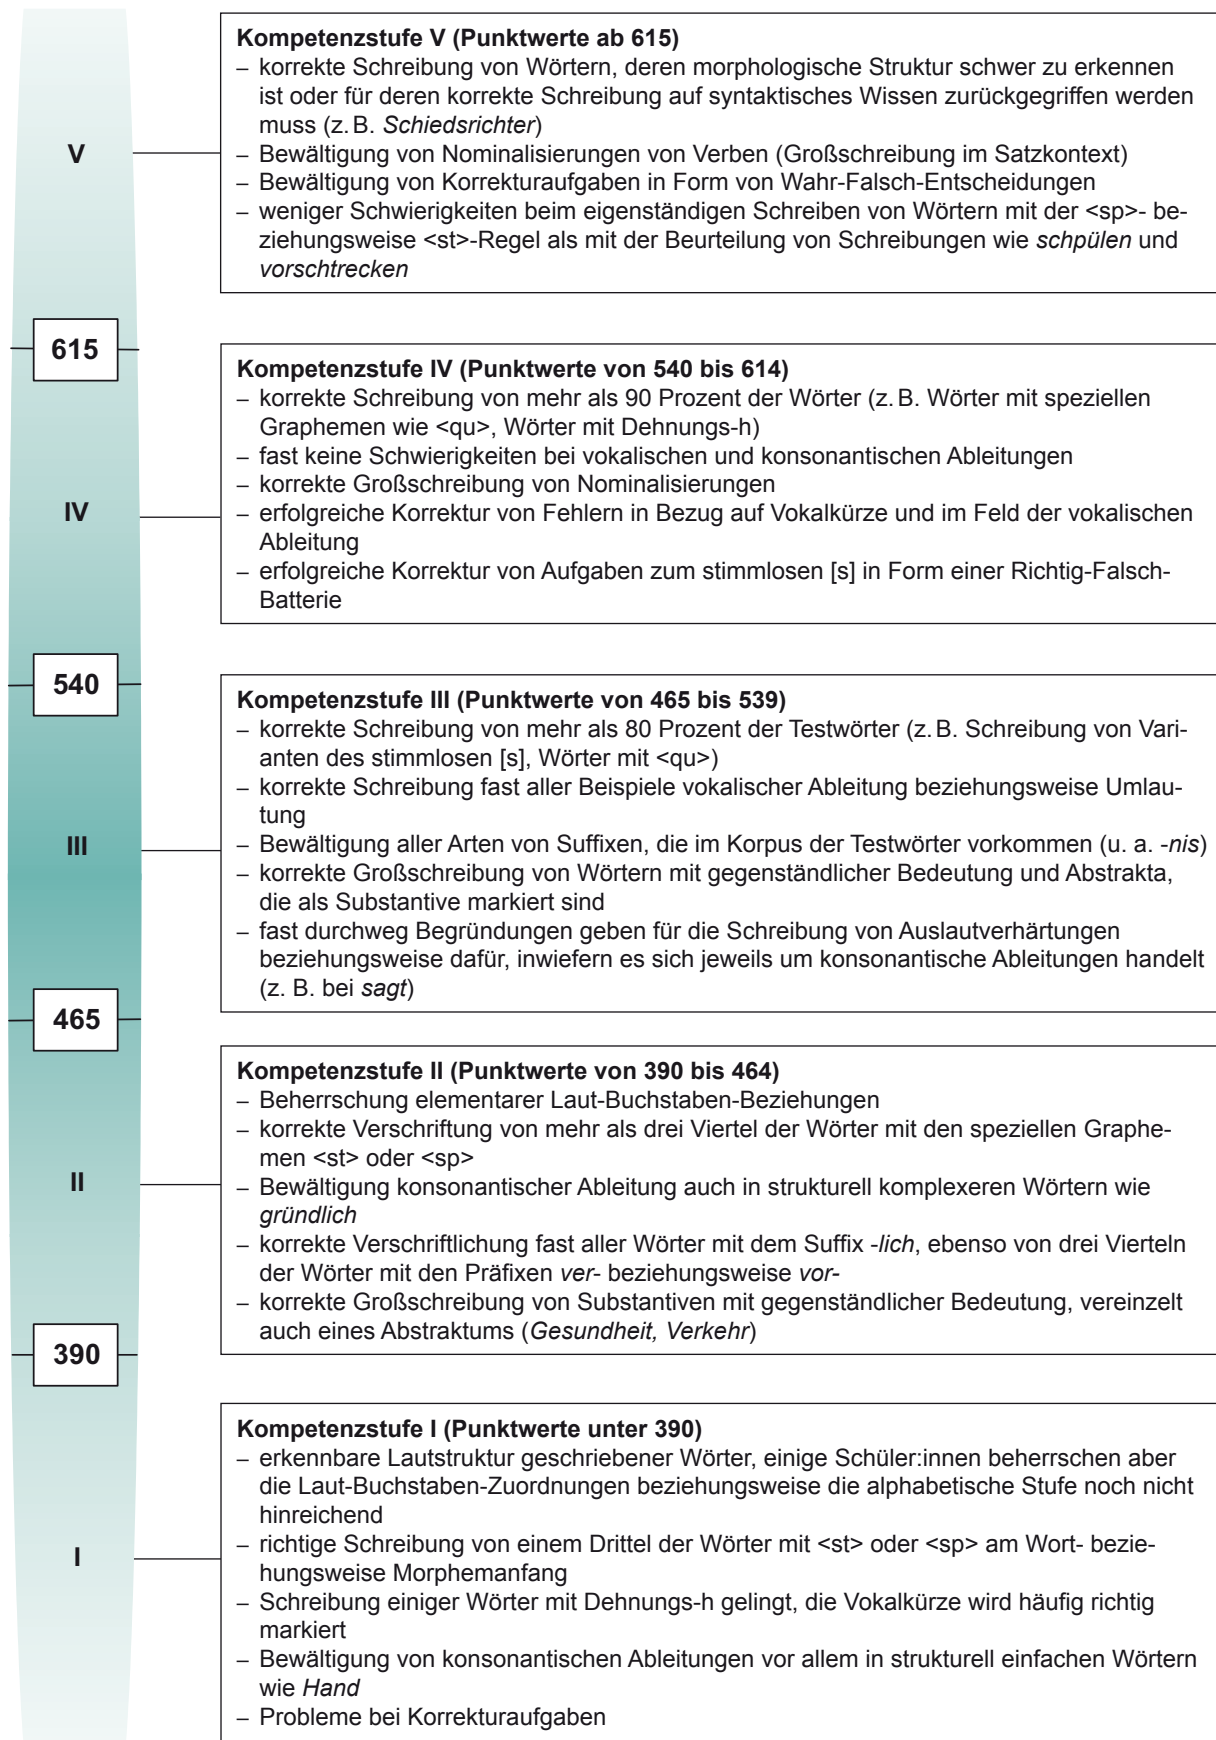 Kompetenzstufe V (Punktwerte ab 615)
– korrekte Schreibung von Wörtern, deren morphologische Struktur schwer zu erkennen
ist oder für deren korrekte Schreibung auf syntaktisches Wissen zurückgegriffen werden
muss (z. B. Schiedsrichter)
V
– Bewältigung von Nominalisierungen von Verben (Großschreibung im Satzkontext)
– Bewältigung von Korrekturaufgaben in Form von Wahr-Falsch-Entscheidungen
– weniger Schwierigkeiten beim eigenständigen Schreiben von Wörtern mit der <sp>- be-
ziehungsweise <st>-Regel als mit der Beurteilung von Schreibungen wie schpülen und
vorschtrecken
615
Kompetenzstufe IV (Punktwerte von 540 bis 614)
– korrekte Schreibung von mehr als 90 Prozent der Wörter (z. B. Wörter mit speziellen
Graphemen wie <qu>, Wörter mit Dehnungs-h)
– fast keine Schwierigkeiten bei vokalischen und konsonantischen Ableitungen
– korrekte Großschreibung von Nominalisierungen
IV
– erfolgreiche Korrektur von Fehlern in Bezug auf Vokalkürze und im Feld der vokalischen
Ableitung
– erfolgreiche Korrektur von Aufgaben zum stimmlosen [s] in Form einer Richtig-Falsch-
Batterie
540
Kompetenzstufe III (Punktwerte von 465 bis 539)
– korrekte Schreibung von mehr als 80 Prozent der Testwörter (z. B. Schreibung von Vari-
anten des stimmlosen [s], Wörter mit <qu>)
– korrekte Schreibung fast aller Beispiele vokalischer Ableitung beziehungsweise Umlau-
tung
III
– Bewältigung aller Arten von Suffixen, die im Korpus der Testwörter vorkommen (u. a. -nis)
– korrekte Großschreibung von Wörtern mit gegenständlicher Bedeutung und Abstrakta,
die als Substantive markiert sind
– fast durchweg Begründungen geben für die Schreibung von Auslautverhärtungen
beziehungsweise dafür, inwiefern es sich jeweils um konsonantische Ableitungen handelt
(z. B. bei sagt)
465
Kompetenzstufe II (Punktwerte von 390 bis 464)
– Beherrschung elementarer Laut-Buchstaben-Beziehungen
– korrekte Verschriftung von mehr als drei Viertel der Wörter mit den speziellen Graphe-
men <st> oder <sp>
II
– Bewältigung konsonantischer Ableitung auch in strukturell komplexeren Wörtern wie
gründlich
– korrekte Verschriftlichung fast aller Wörter mit dem Suffix -lich, ebenso von drei Vierteln
der Wörter mit den Präfixen ver- beziehungsweise vor-
– korrekte Großschreibung von Substantiven mit gegenständlicher Bedeutung, vereinzelt
auch eines Abstraktums (Gesundheit, Verkehr)
390
Kompetenzstufe I (Punktwerte unter 390)
– erkennbare Lautstruktur geschriebener Wörter, einige Schüler:innen beherrschen aber
die Laut-Buchstaben-Zuordnungen beziehungsweise die alphabetische Stufe noch nicht
hinreichend
I
– richtige Schreibung von einem Drittel der Wörter mit <st> oder <sp> am Wort- bezie-
hungsweise Morphemanfang
– Schreibung einiger Wörter mit Dehnungs-h gelingt, die Vokalkürze wird häufig richtig
markiert
– Bewältigung von konsonantischen Ableitungen vor allem in strukturell einfachen Wörtern
wie Hand
– Probleme bei Korrekturaufgaben